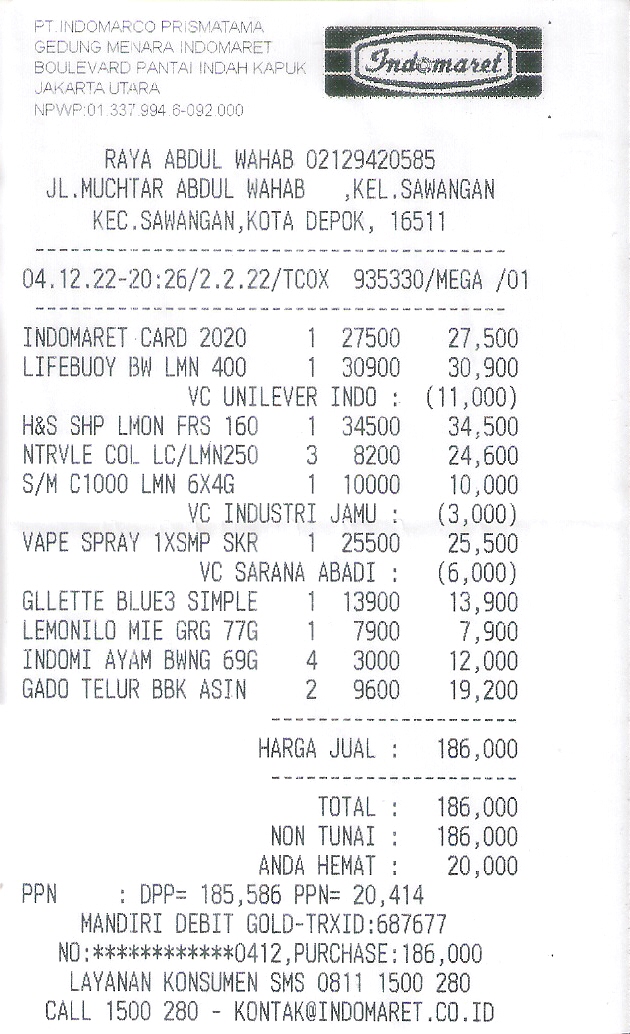 PT.INDOMARCO PRISMATAMA
GEDUNG MENARA INDOMARET
BOULEVARD PANTAI INDAH KAPUK
JAKARTA UTARA
NPWP:01.337.994.6-092.000
Indomaret
RAYA ABDUL WAHAB 02129420585
JL.MUCHTAR ABDUL WAHAB ,KEL.SAWANGAN
KEC.SAWANGAN,KOTA DEPOK, 16511
04.12.22-20:26/2.2.22/TCOX 935330/MEGA /01
INDOMARET CARD 2020 1 27500 27,500
LIFEBUOY BW LMN 400 1 30900 30,900
VC UNILEVER INDO : (11,000)
H&S SHP LMON FRS 160 1 34500 34,500
NTRVLE COL LC/LMN250 3 8200 24,600
S/M C1000 LMN 6X4G 1 10000 10,000
VC INDUSTRI JAMU : (3,000)
VAPE SPRAY 1XSMP SKR 1 25500 25,500
VC SARANA ABADI : (6,000)
GLLETTE BLUE3 SIMPLE 1 13900 13,900
LEMONILO MIE GRG 77G 1 7900 7,900
INDOMI AYAM BWNG 69G 4 3000 12,000
GADO TELUR BBK ASIN 2 9600 19,200
HARGA JUAL : 186,000
TOTAL : 186,000
NON TUNAI : 186,000
ANDA HEMAT : 20,000
PPN : DPP= 185,586 PPN= 20,414
MANDIRI DEBIT GOLD-TRXID:687677
NO:************0412,PURCHASE:186,000
LAYANAN KONSUMEN SMS 0811 1500 280
CALL 1500 280 - KONTAK@INDOMARET.CO.ID